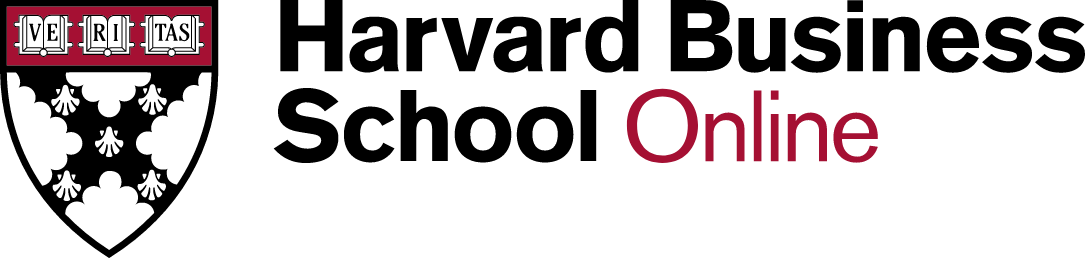 VE RI TAS
Harvard Business
School Online